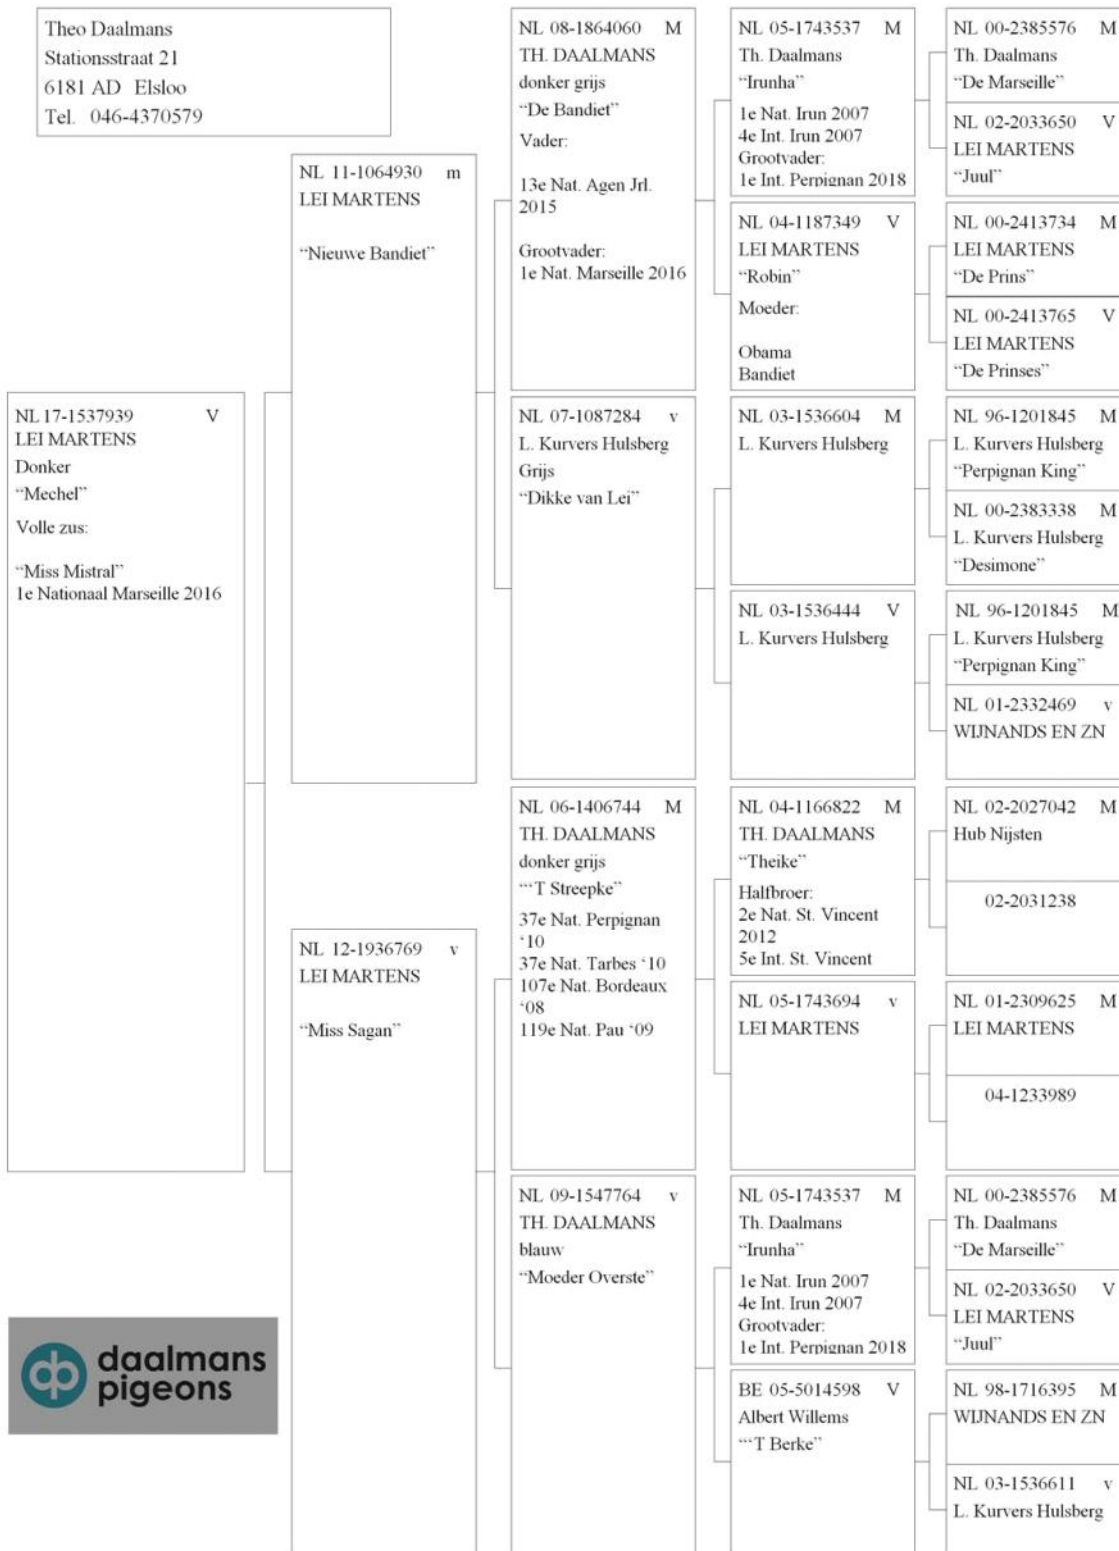 Theo Daalmans
Stationsstraat 21
6181 AD Elsloo
Tel. 046-4370579
NL 17-1537939 V
LEI MARTENS
Donker
“Mechel”
Volle zus:
“Miss Mistral”
1e Nationaal Marseille 2016
NL 11-1064930 m
LEI MARTENS
“Nieuwe Bandiet”
NL 12-1936769 v
LEI MARTENS
“Miss Sagan”
NL 08-1864060 M
TH. DAALMANS
donker grijs
“De Bandiet”
Vader:
13e Nat. Agen Jrl.
2015
Grootvader:
1e Nat. Marseille 2016
NL 07-1087284 v
L. Kurvers Hulsberg
Grijs
“Dikke van Lei”
NL 06-1406744 M
TH. DAALMANS
donker grijs
“‘T Streepke”
37e Nat. Perpignan
‘10
37e Nat. Tarbes ‘10
107e Nat. Bordeaux
‘08
119e Nat. Pau ‘09
NL 09-1547764 v
TH. DAALMANS
blauw
“Moeder Overste”
NL 05-1743537 M
Th. Daalmans
“Irunha”
1e Nat. Irun 2007
4e Int. Irun 2007
Grootvader:
1e Int. Perpignan 2018
NL 04-1187349 V
LEI MARTENS
“Robin”
Moeder:
Obama
Bandiet
NL 03-1536604 M
L. Kurvers Hulsberg
NL 03-1536444 V
L. Kurvers Hulsberg
NL 04-1166822 M
TH. DAALMANS
“Theike”
Halfbroer:
2e Nat. St. Vincent
2012
5e Int. St. Vincent
NL 05-1743694 v
LEI MARTENS
NL 05-1743537 M
Th. Daalmans
“Irunha”
1e Nat. Irun 2007
4e Int. Irun 2007
Grootvader:
1e Int. Perpignan 2018
BE 05-5014598 V
Albert Willems
“‘T Berke”
NL 00-2385576 M
Th. Daalmans
“De Marseille”
NL 02-2033650 V
LEI MARTENS
“Juul”
NL 00-2413734 M
LEI MARTENS
“De Prins”
NL 00-2413765 V
LEI MARTENS
“De Prinses”
NL 96-1201845 M
L. Kurvers Hulsberg
“Perpignan King”
NL 00-2383338 M
L. Kurvers Hulsberg
“Desimone”
NL 96-1201845 M
L. Kurvers Hulsberg
“Perpignan King”
NL 01-2332469 v
WIJNANDS EN ZN
NL 02-2027042 M
Hub Nijsten
02-2031238
NL 01-2309625 M
LEI MARTENS
04-1233989
NL 00-2385576 M
Th. Daalmans
“De Marseille”
NL 02-2033650 V
LEI MARTENS
“Juul”
NL 98-1716395 M
WIJNANDS EN ZN
NL 03-1536611 v
L. Kurvers Hulsberg
dp daalmans
pigeons